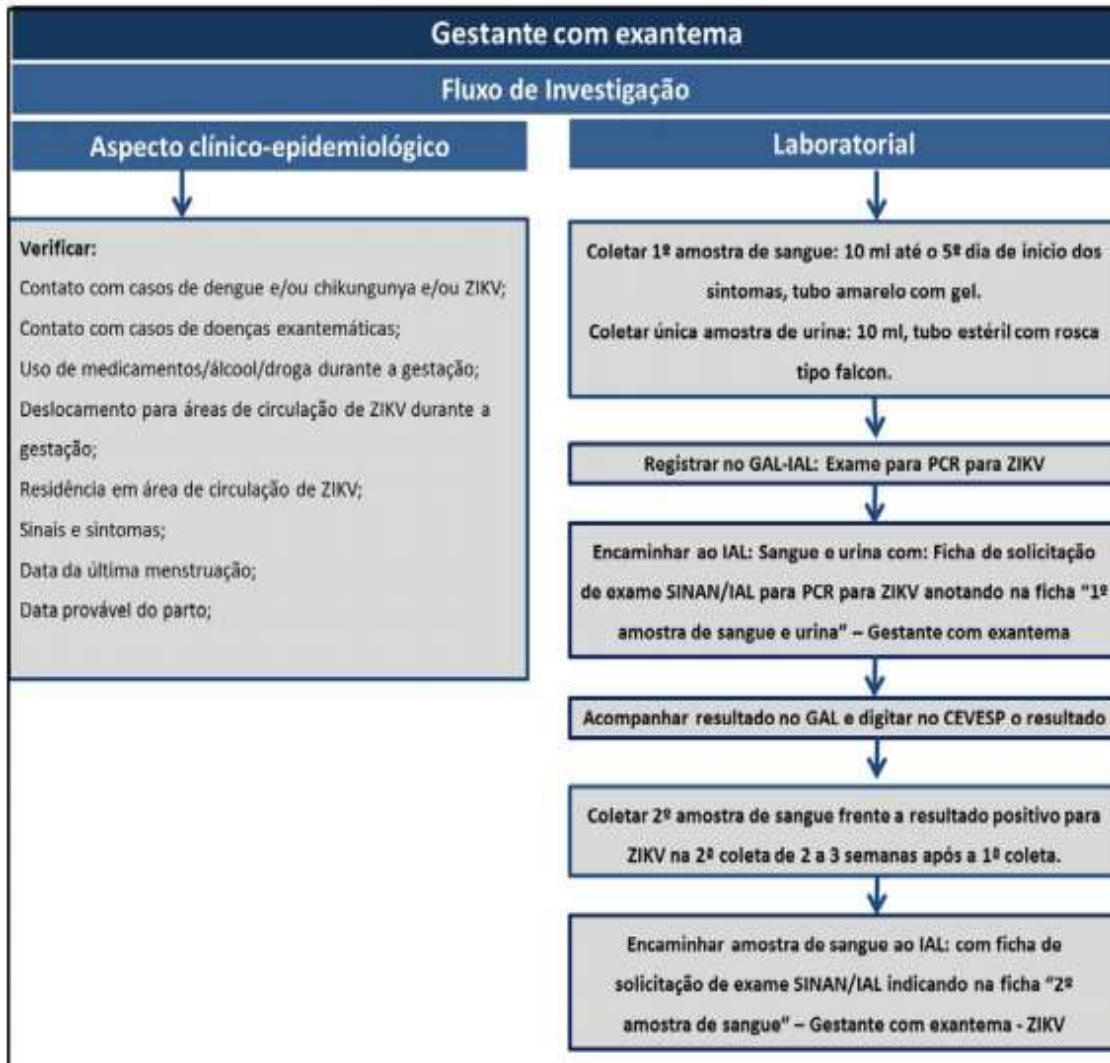 Gestante com exantema
Fluxo de Investigação
Aspecto clínico-epidemiológico
Verificar:
Contato com casos de dengue e/ou chikungunya e/ou ZIKV;
Contato com casos de doenças exantemáticas;
Uso de medicamentos/álcool/droga durante a gestação;
Deslocamento para áreas de circulação de ZIKV durante a
gestação;
Residência em área de circulação de ZIKV;
Sinais e sintomas;
Data da última menstruação;
Data provável do parto;
Laboratorial
Coletar 1ª amostra de sangue: 10 ml até o 5º dia de inicio dos
sintomas, tubo amarelo com gel.
Coletar única amostra de urina: 10 ml, tubo estéril com rosca
tipo falcon.
Registrar no GAL-IAL: Exame para PCR para ZIKV
Encaminhar ao IAL: Sangue e urina com: Ficha de solicitação
de exame SINAN/IAL para PCR para ZIKV anotando na ficha "1ª
amostra de sangue e urina" – Gestante com exantema
Acompanhar resultado no GAL e digitar no CEVESP o resultado
Coletar 2ª amostra de sangue frente a resultado positivo para
ZIKV na 2ª coleta de 2 a 3 semanas após a 1ª coleta.
Encaminhar amostra de sangue ao IAL: com ficha de
solicitação de exame SINAN/IAL indicando na ficha "2ª
amostra de sangue" – Gestante com exantema - ZIKV